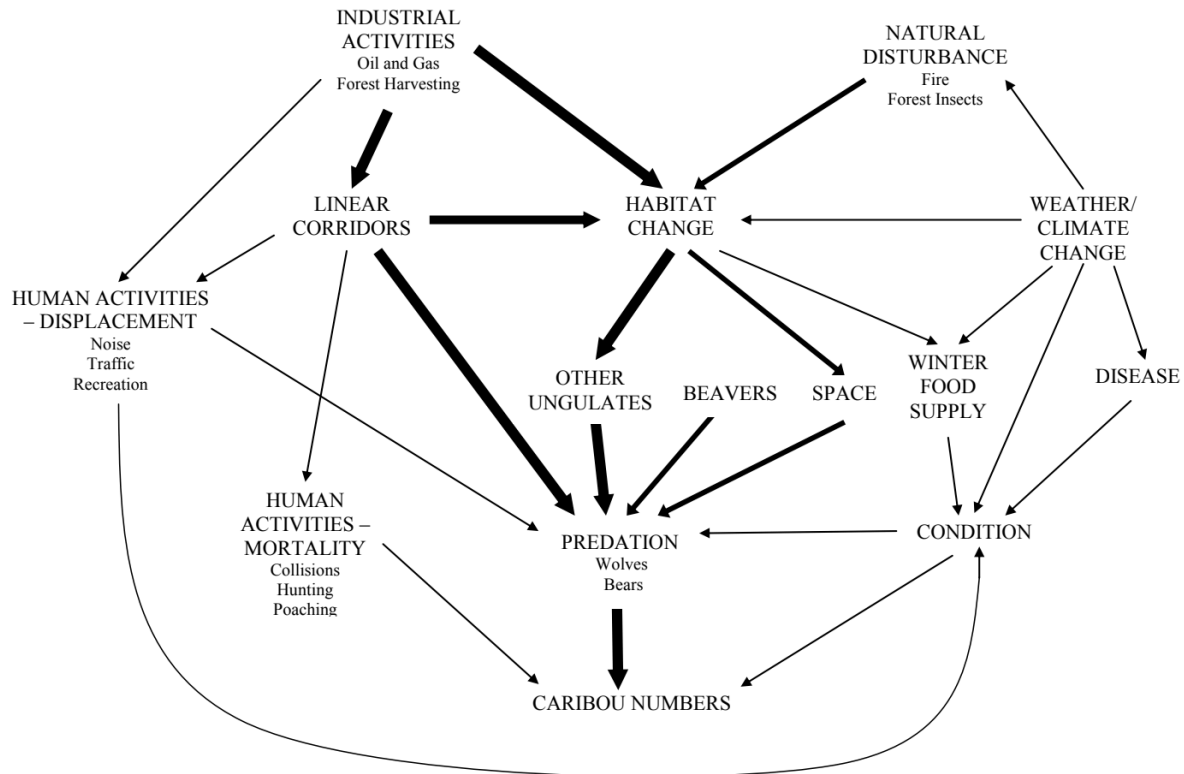 INDUSTRIAL
ACTIVITIES
Oil and Gas
Forest Harvesting
NATURAL
DISTURBANCE
Fire
Forest Insects
LINEAR
CORRIDORS
HABITAT
CHANGE
WEATHER/
CLIMATE
CHANGE
HUMAN ACTIVITIES
– DISPLACEMENT
Noise
Traffic
Recreation
OTHER
UNGULATES
BEAVERS
SPACE
WINTER
FOOD
SUPPLY
DISEASE
HUMAN
ACTIVITIES –
MORTALITY
Collisions
Hunting
Poaching
PREDATION
Wolves
Bears
CONDITION
CARIBOU NUMBERS